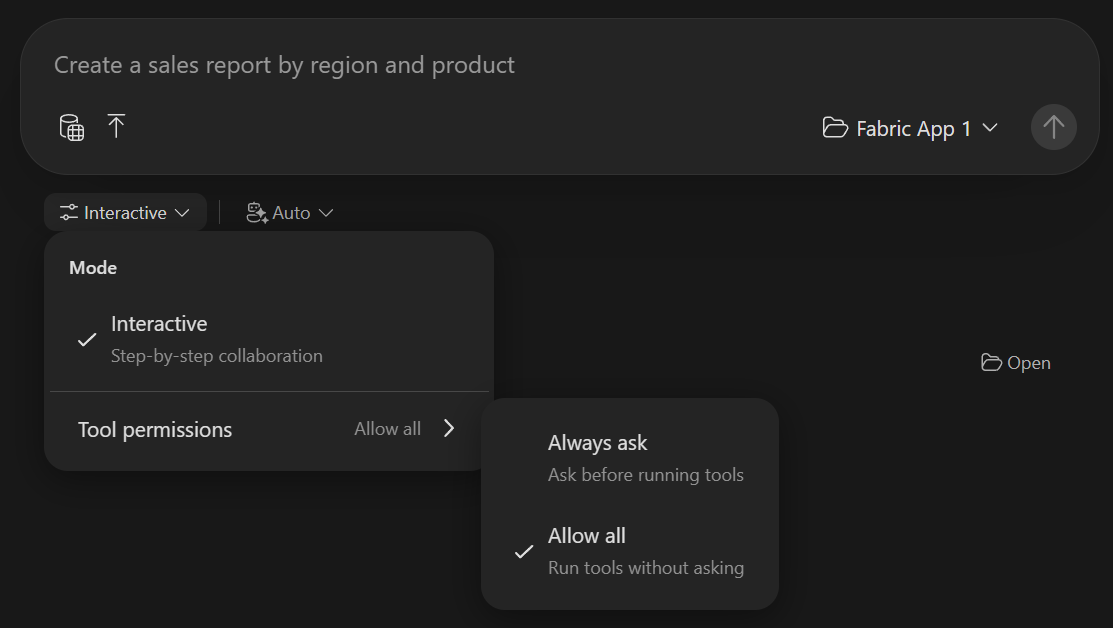 Create a sales report by region and product
Fabric App 1
Interactive
Auto
Mode
Interactive
Step-by-step collaboration
Open
Tool permissions
Allow all
Always ask
Ask before running tools
Allow all
Run tools without asking